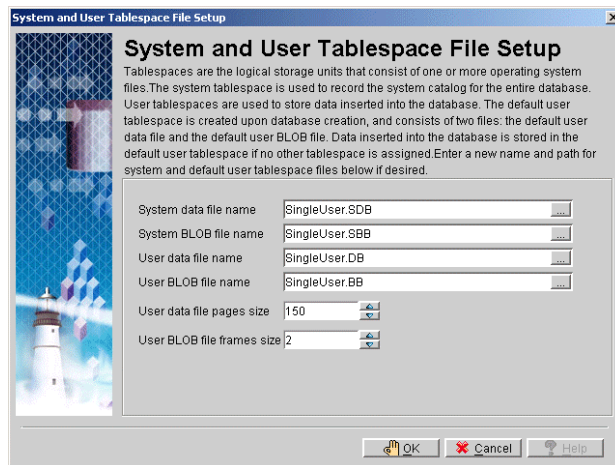 System and User Tablespace File Setup
System and User Tablespace File Setup
Tablespaces are the logical storage units that consist of one or more operating system
files.The system tablespace is used to record the system catalog for the entire database.
User tablespaces are used to store data inserted into the database. The default user
tablespace is created upon database creation, and consists of two files: the default user
data file and the default user BLOB file. Data inserted into the database is stored in the
default user tablespace if no other tablespace is assigned.Enter a new name and path for
system and default user tablespace files below if desired.
System data file name SingleUser.SDB ...
System BLOB file name SingleUser.SBB ...
User data file name SingleUser.DB ...
User BLOB file name SingleUser.BB ...
User data file pages size 150
User BLOB file frames size 2
OK Cancel Help